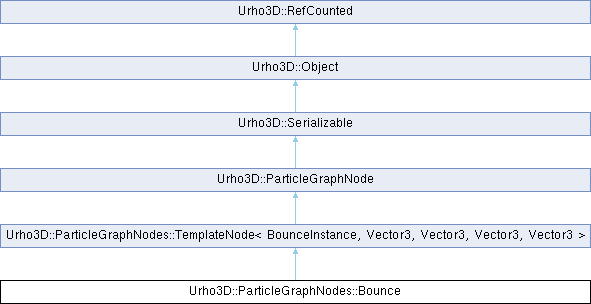 Urho3D::RefCounted
Urho3D::Object
Urho3D::Serializable
Urho3D::ParticleGraphNode
Urho3D::ParticleGraphNodes::TemplateNode< BounceInstance, Vector3, Vector3, Vector3, Vector3 >
Urho3D::ParticleGraphNodes::Bounce